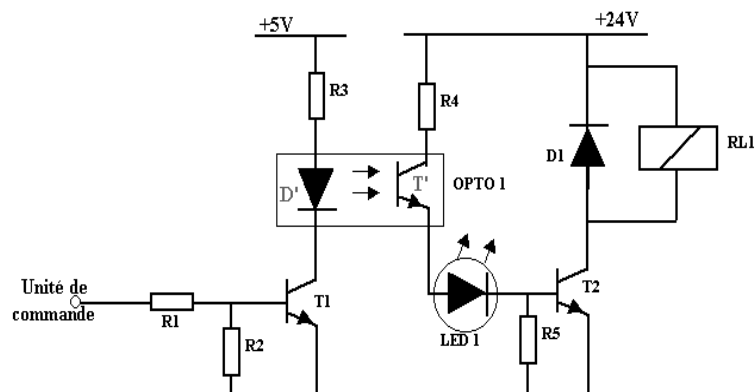 +5V
+24V
R3
R4
D1
RL1
D'
T'
OPTO 1
Unité de
commande
R1
R2
T1
LED 1
R5
T2